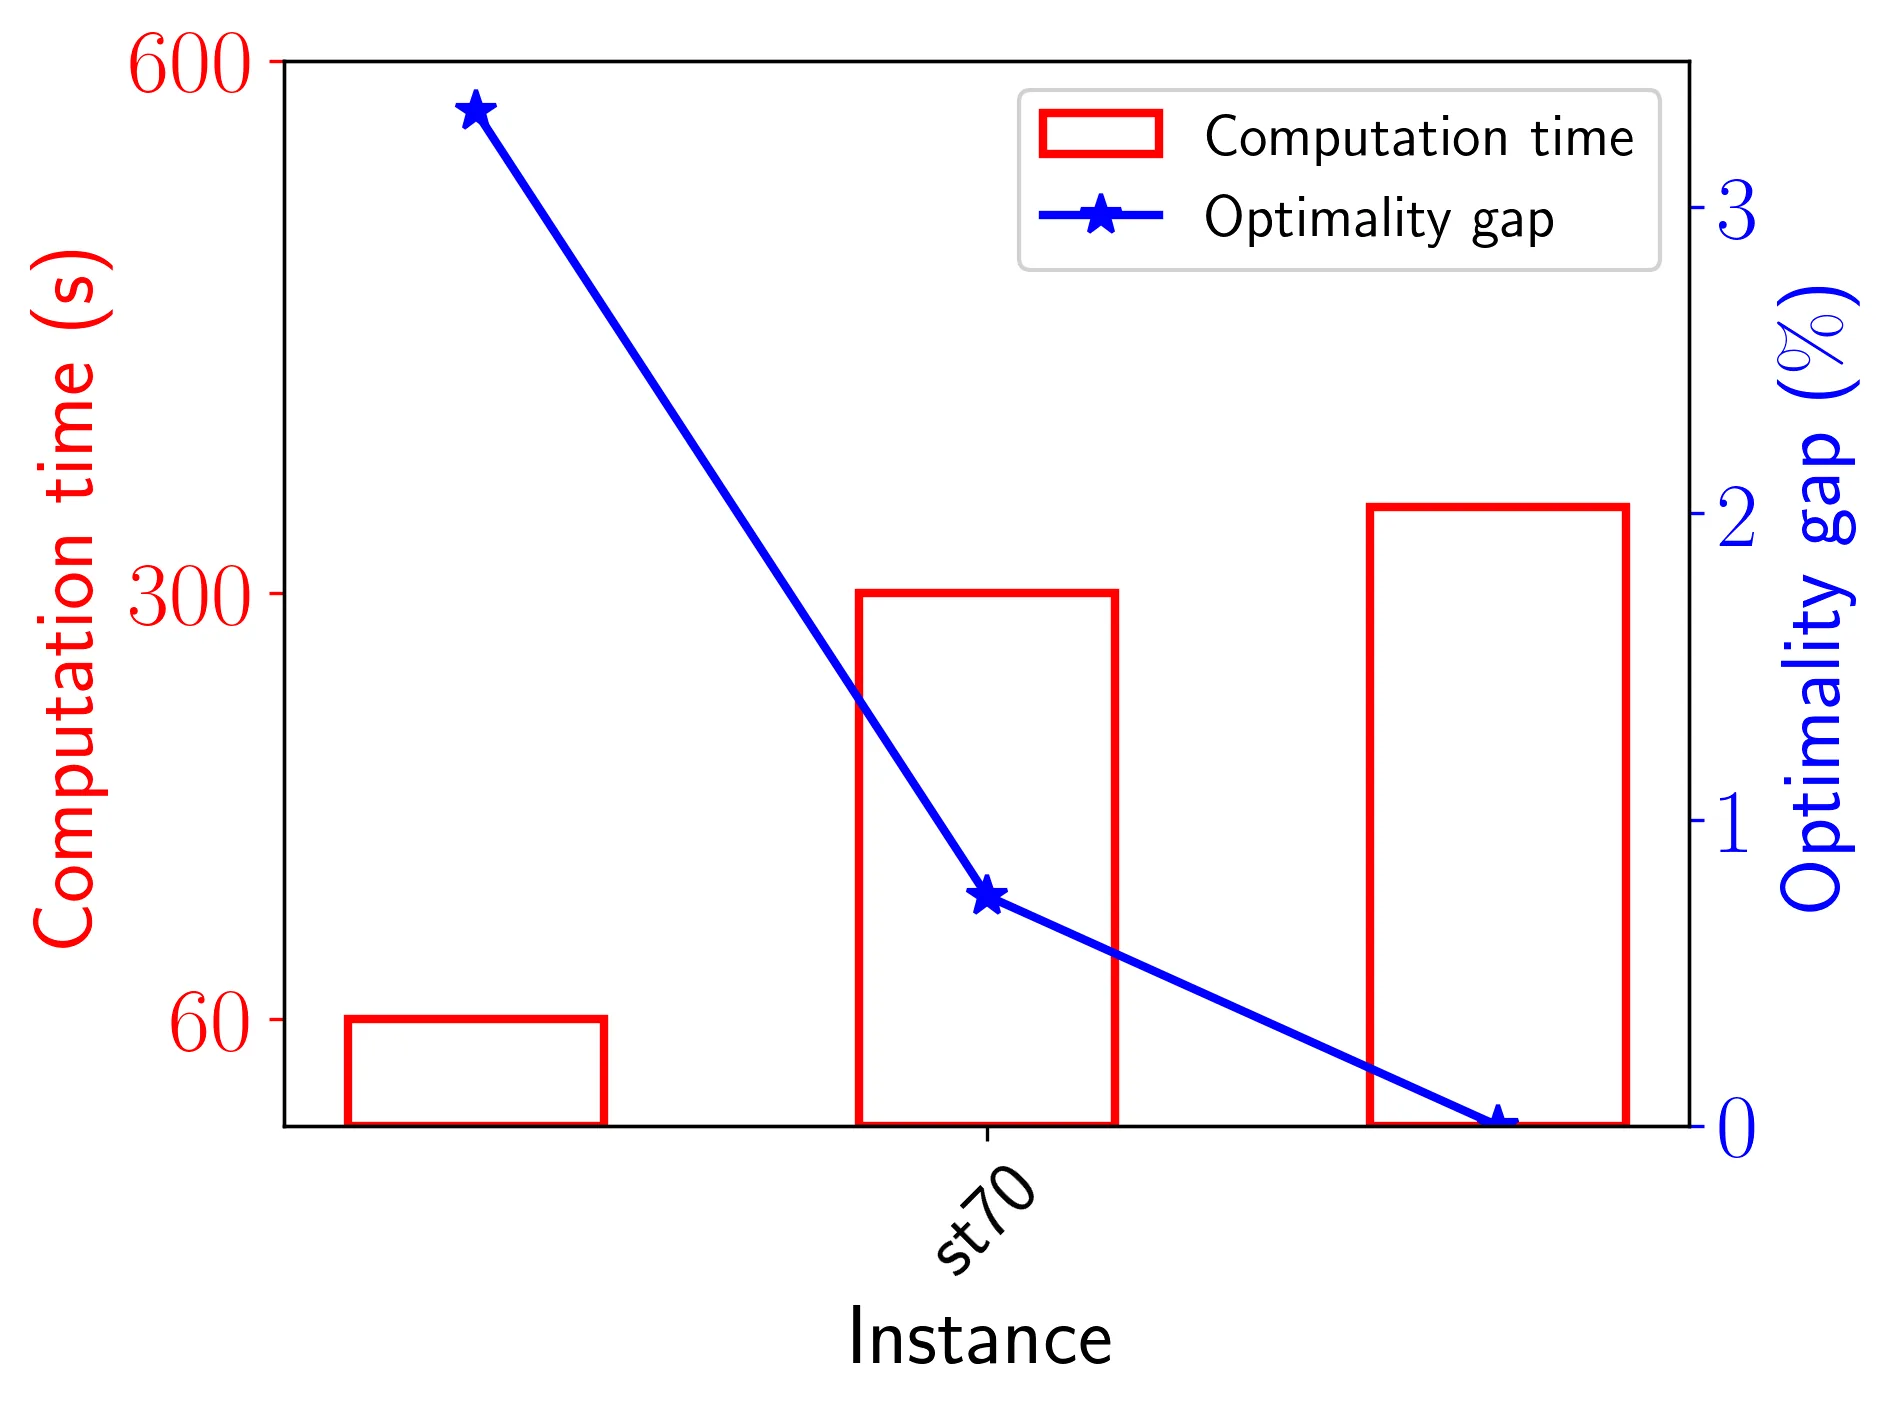 600
300
60
Computation time (s)
Computation time
Optimality gap
3
2
1
0
Optimality gap (%)
st70
Instance